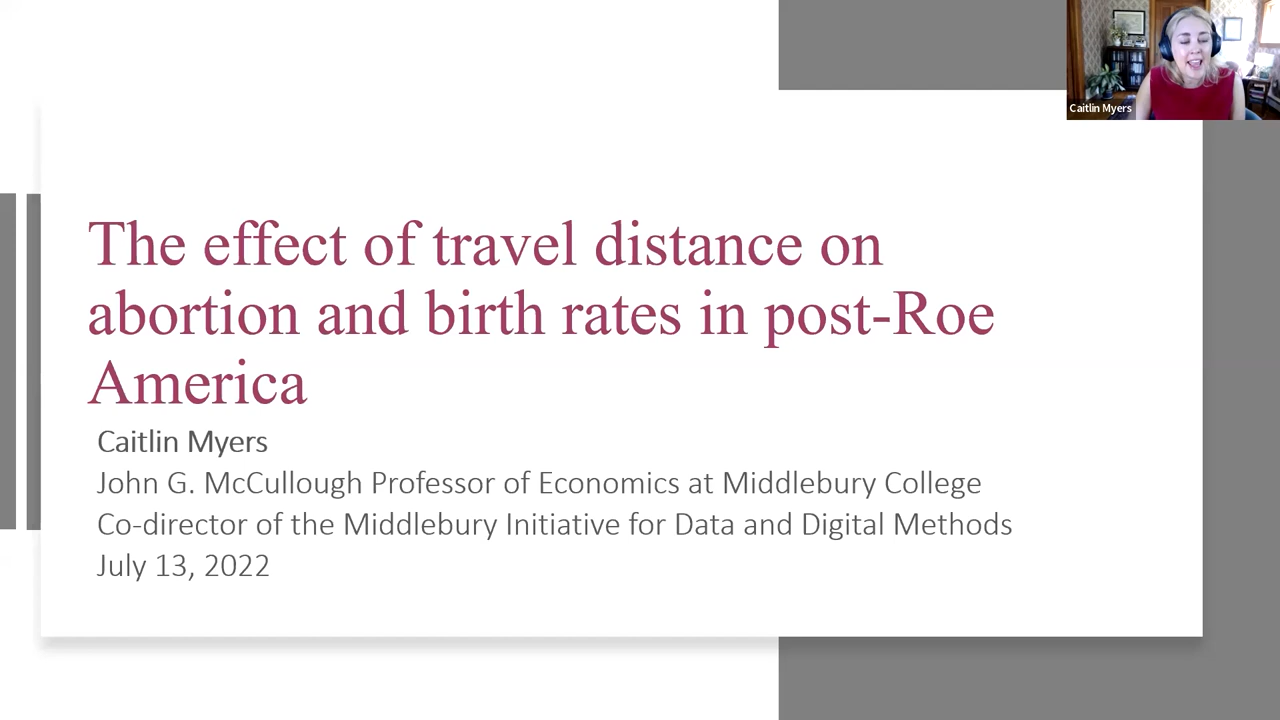 Caitlin Myers
The effect of travel distance on
abortion and birth rates in post-Roe
America
Caitlin Myers
John G. McCullough Professor of Economics at Middlebury College
Co-director of the Middlebury Initiative for Data and Digital Methods
July 13, 2022